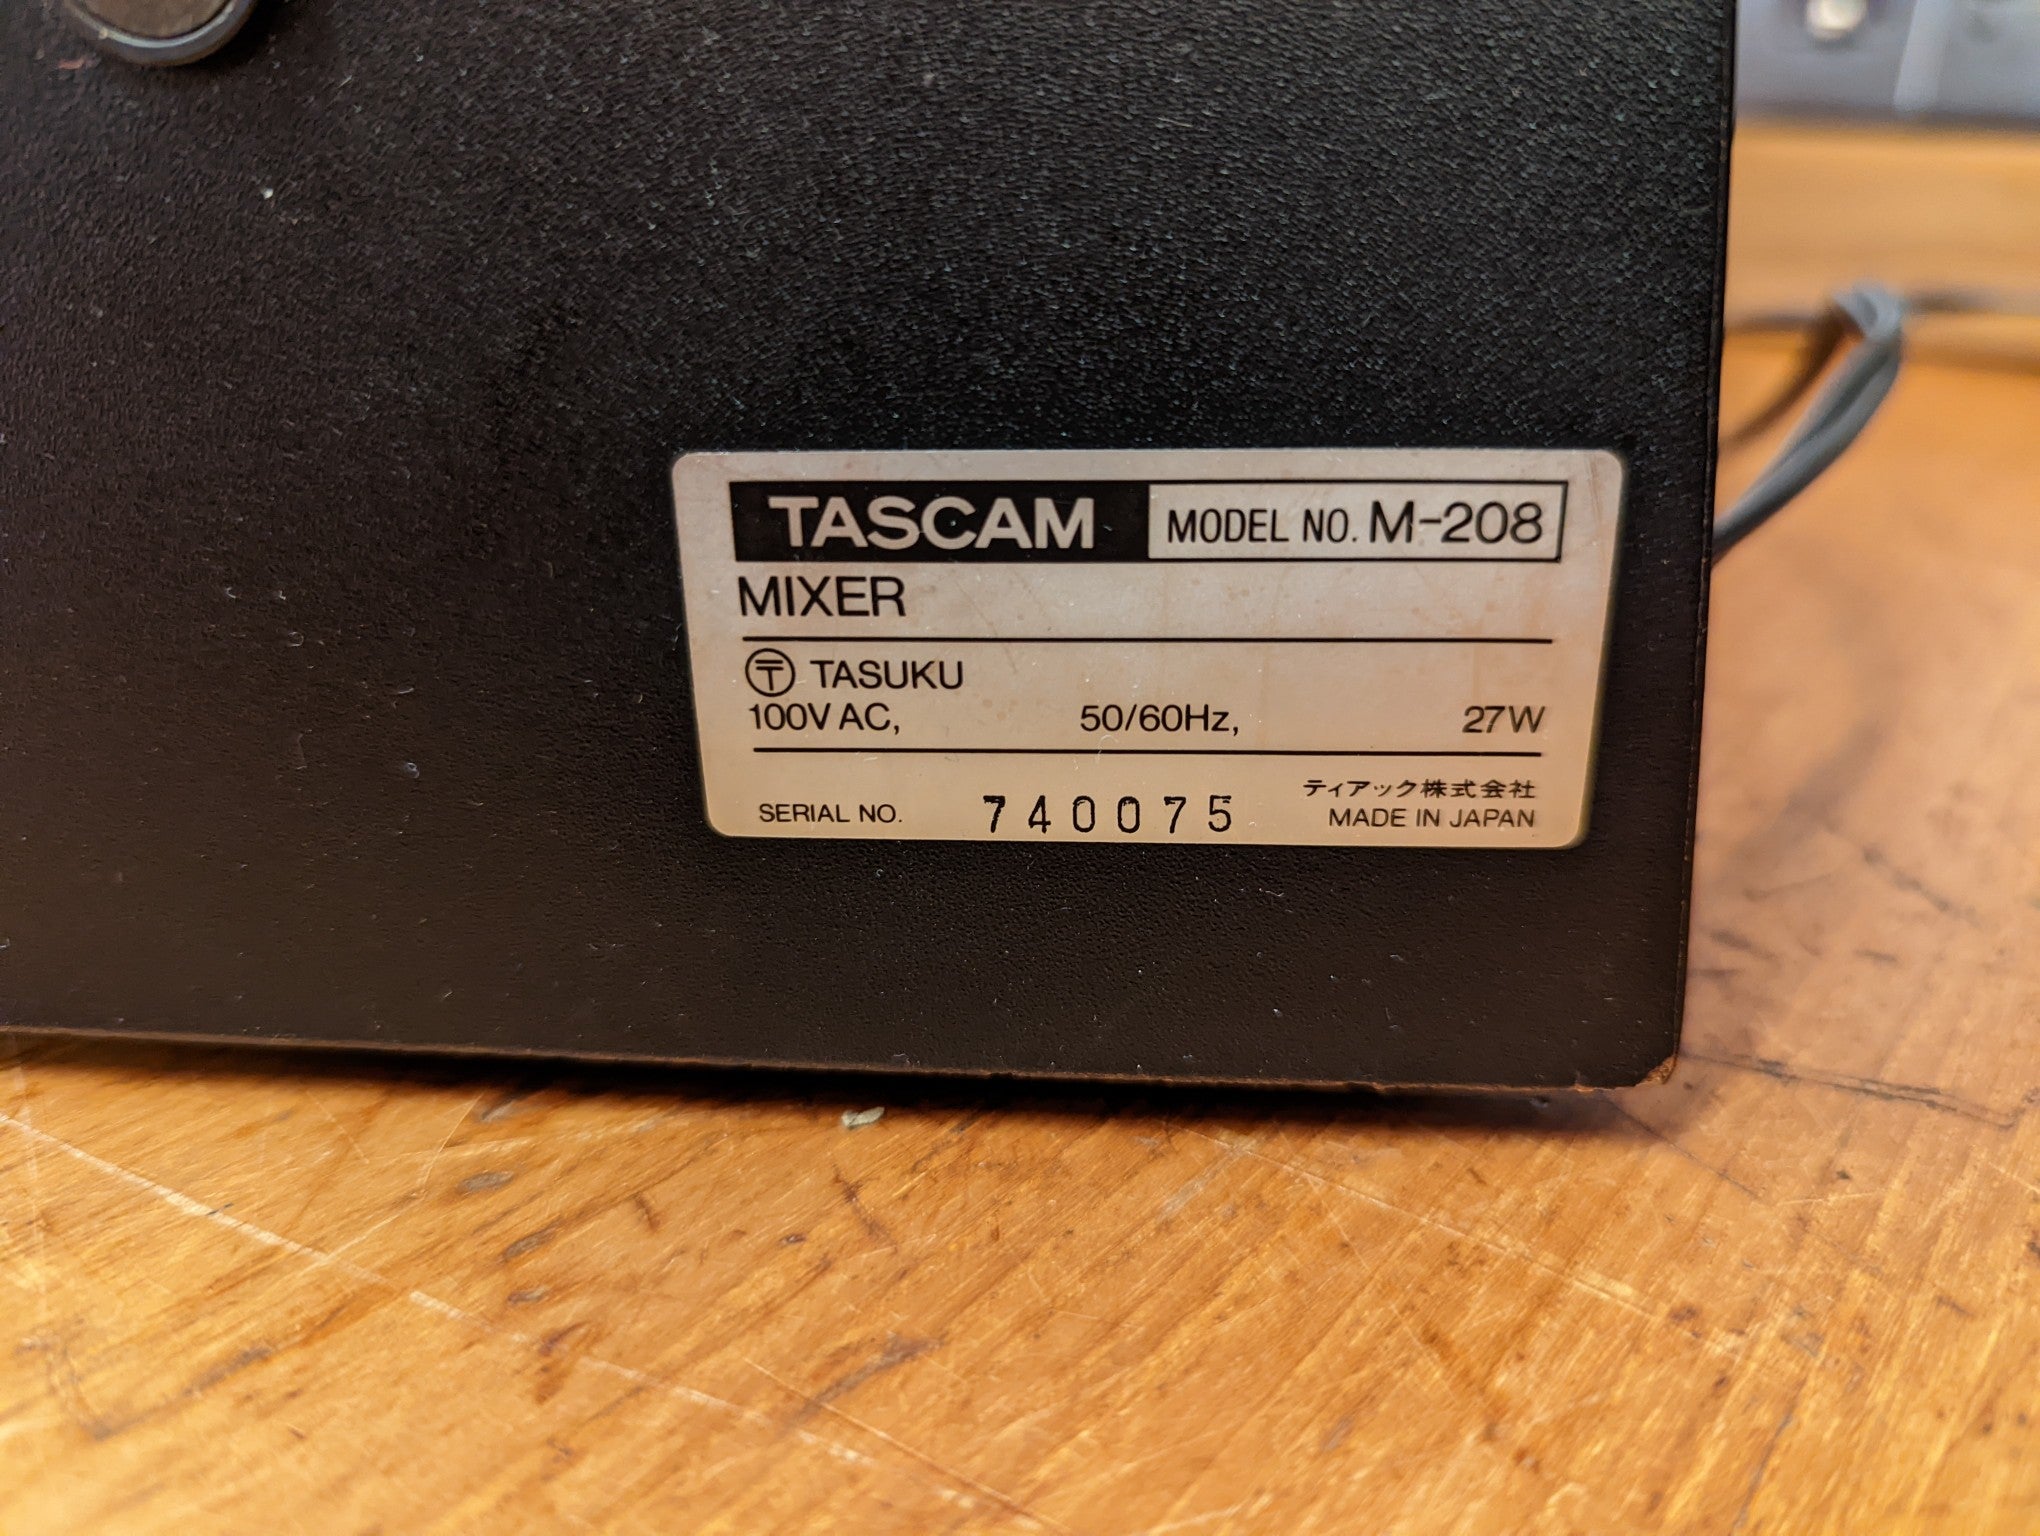 TASCAM MODEL NO. M-208
MIXER
〶 TASUKU
100V AC, 50/60Hz, 27W
ティアック株式会社
SERIAL NO. 740075 MADE IN JAPAN